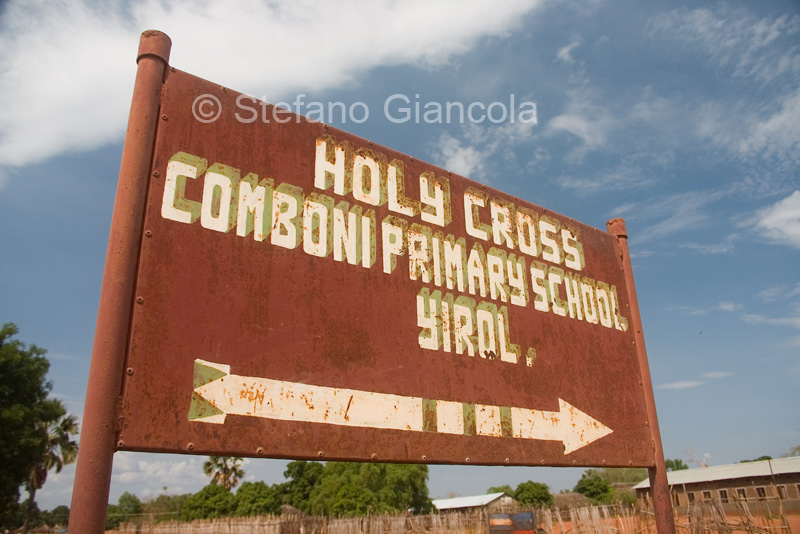 © Stefano Giancola
HOLY CROSS
COMBONI PRIMARY SCHOOL
YIROL.